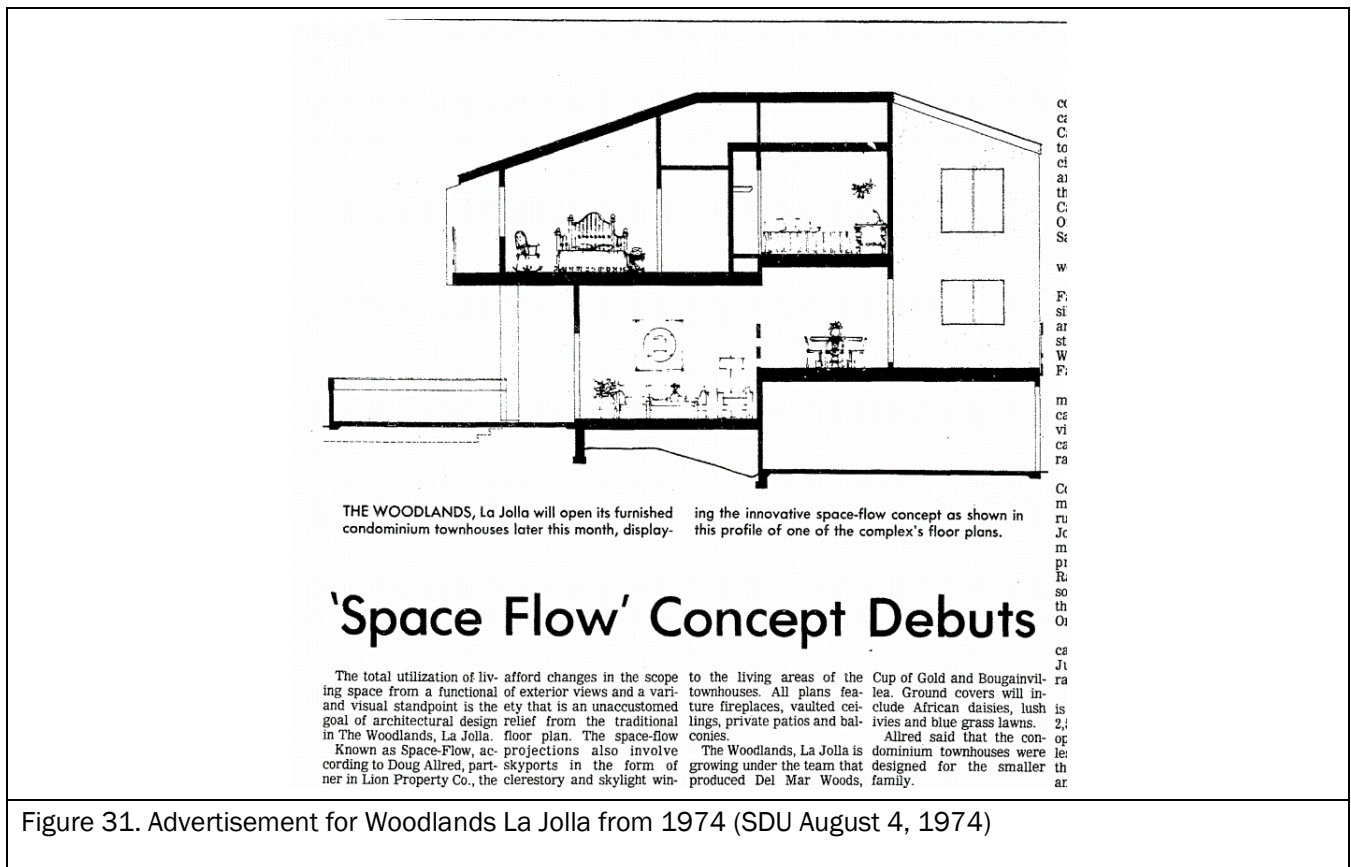 THE WOODLANDS, La Jolla will open its furnished
condominium townhouses later this month, display-
ing the innovative space-flow concept as shown in
this profile of one of the complex's floor plans.
'Space Flow' Concept Debuts
The total utilization of liv-
ing space from a functional
and visual standpoint is the
goal of architectural design
in The Woodlands, La Jolla.
Known as Space-Flow, ac-
cording to Doug Allred, part-
ner in Lion Property Co., the
afford changes in the scope
of exterior views and a vari-
ety that is an unaccustomed
relief from the traditional
floor plan. The space-flow
projections also involve
skyports in the form of
clerestory and skylight win-
to the living areas of the
townhouses. All plans fea-
ture fireplaces, vaulted cei-
lings, private patios and bal-
conies.
The Woodlands, La Jolla is
growing under the team that
produced Del Mar Woods,
Cup of Gold and Bougainvil-
lea. Ground covers will in-
clude African daisies, lush
ivies and blue grass lawns.
Allred said that the con-
dominium townhouses were
designed for the smaller
family.
Figure 31. Advertisement for Woodlands La Jolla from 1974 (SDU August 4, 1974)